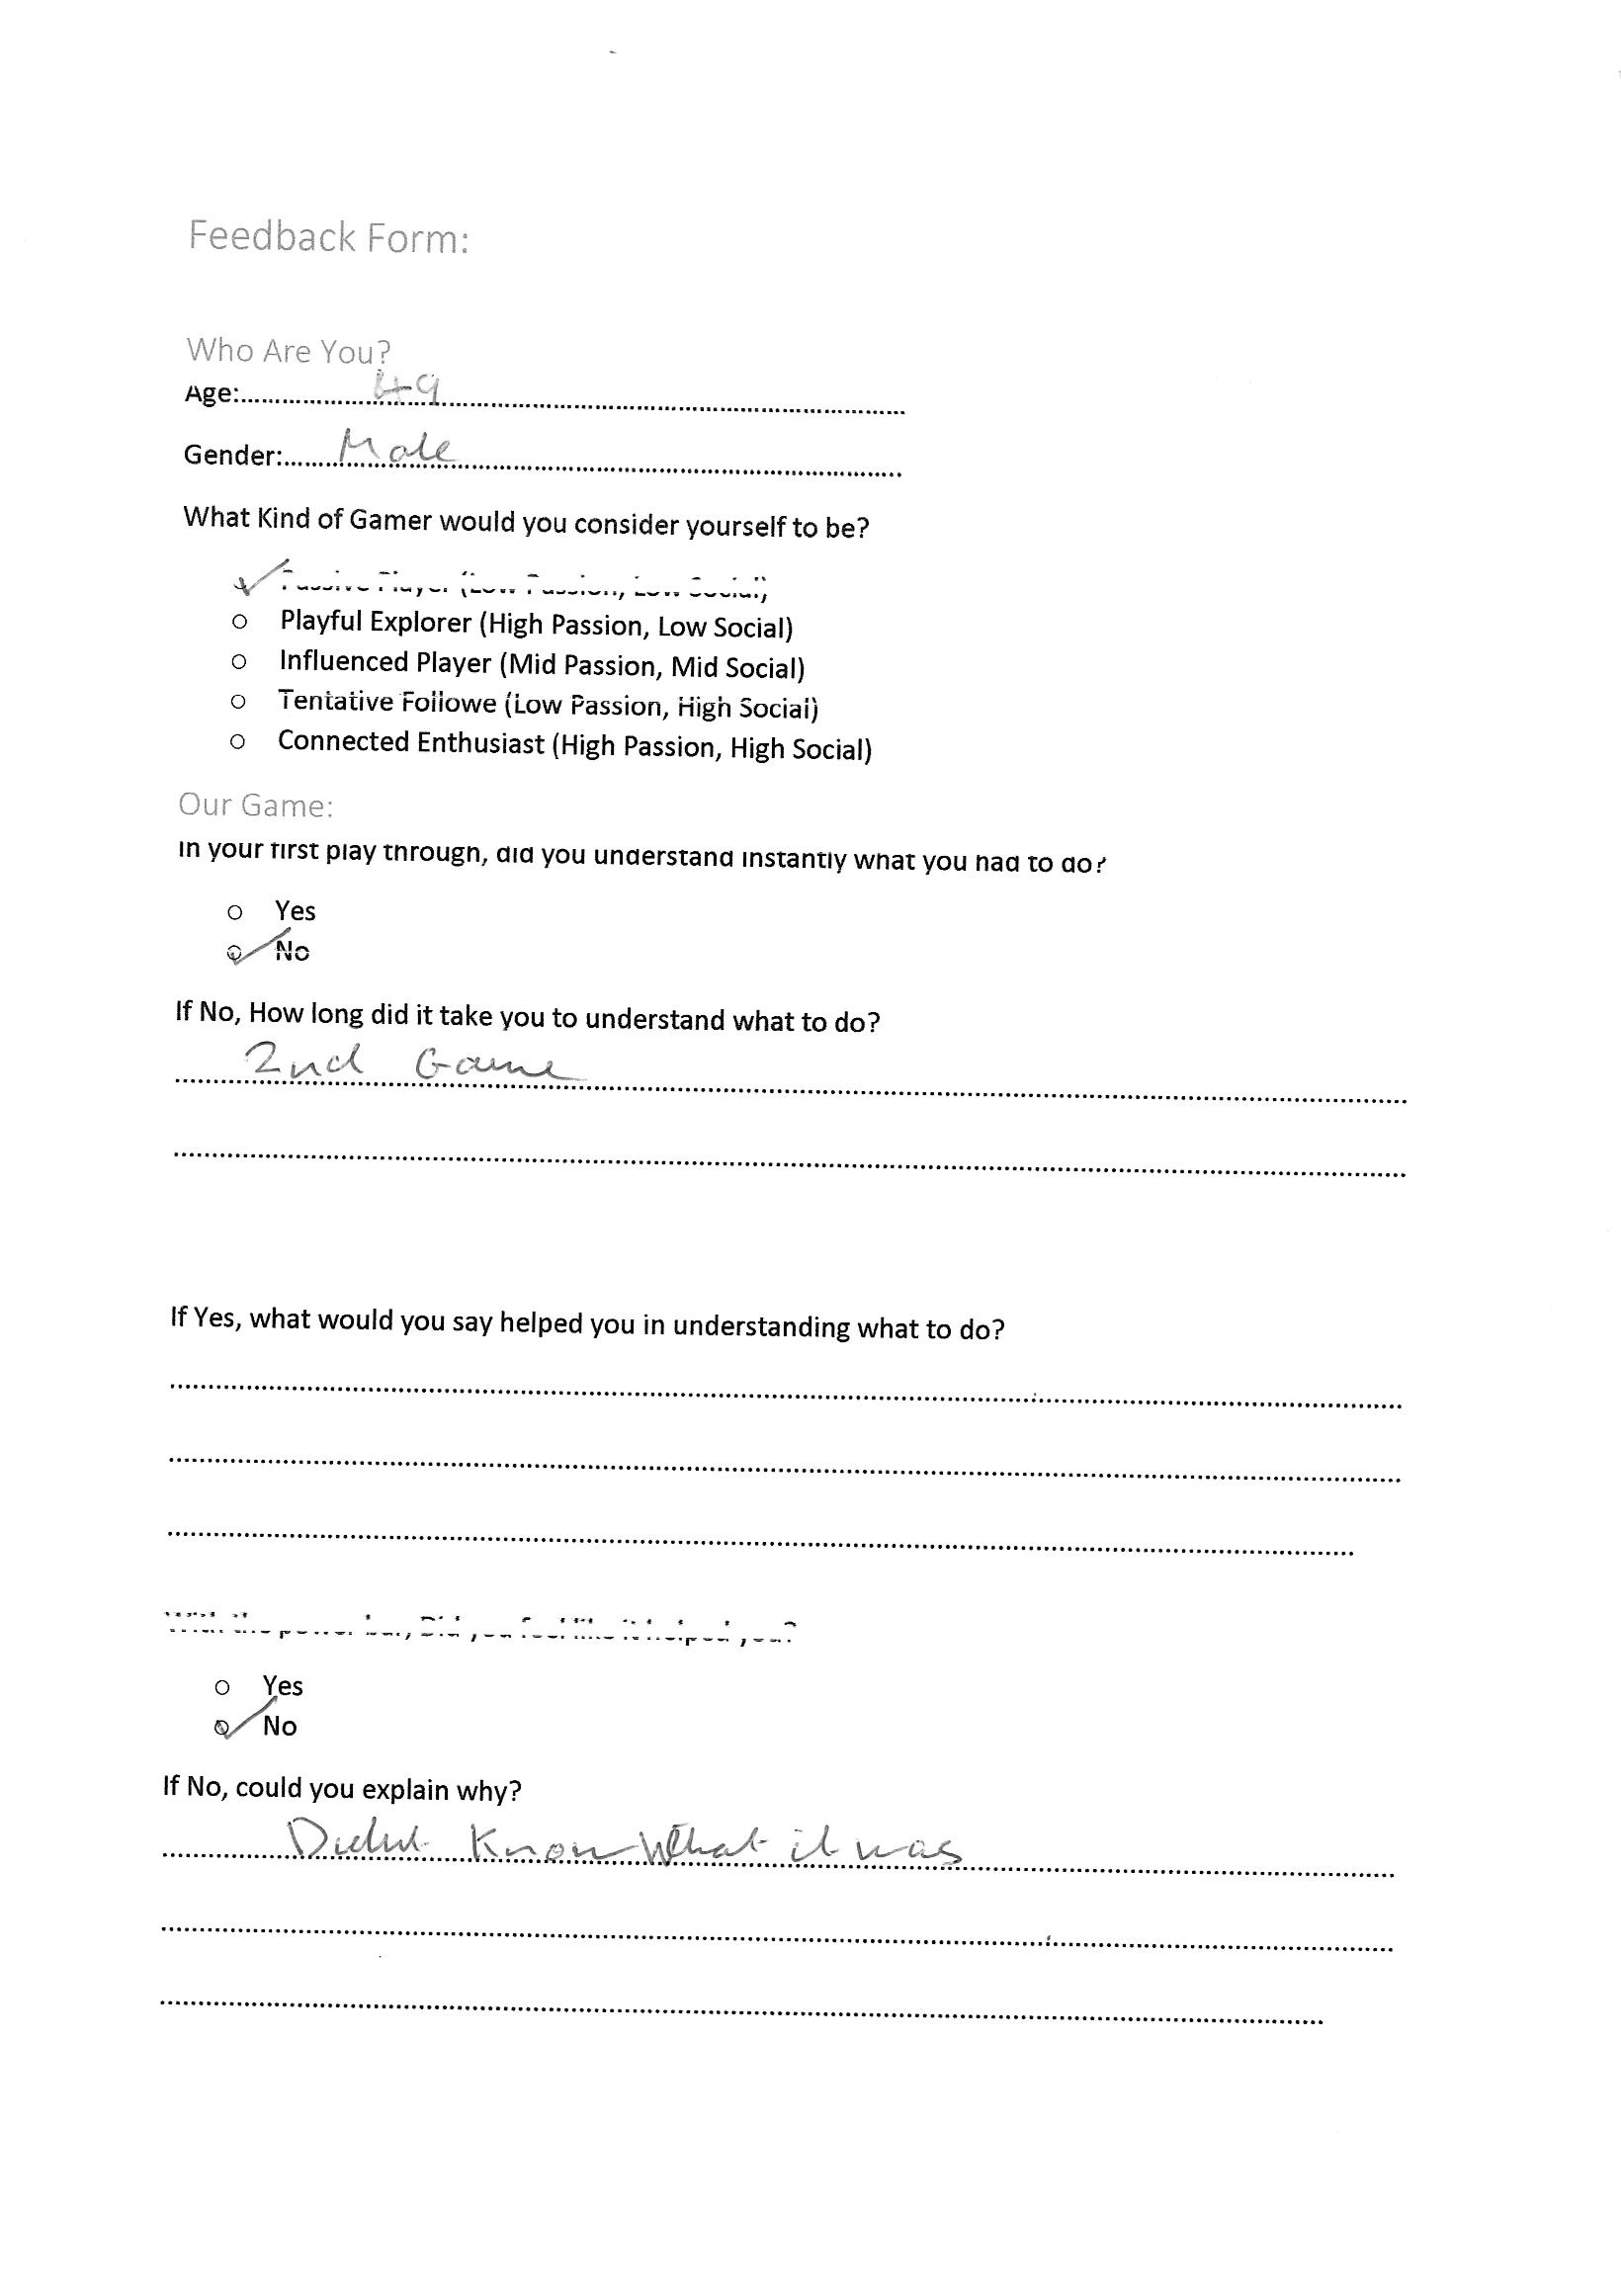 Feedback Form:
Who Are You?
Age:..........49..........
Gender:......Male..........
What Kind of Gamer would you consider yourself to be?
Passive Player (Low Passion, Low Social)
o Playful Explorer (High Passion, Low Social)
o Influenced Player (Mid Passion, Mid Social)
o Tentative Followe (Low Passion, High Social)
o Connected Enthusiast (High Passion, High Social)
Our Game:
In your first play through, did you understand instantly what you had to do?
o Yes
o No
If No, How long did it take you to understand what to do?
2nd Game
If Yes, what would you say helped you in understanding what to do?
With the power bar, Did you feel like it helped you?
o Yes
o No
If No, could you explain why?
Didnt Know What it was